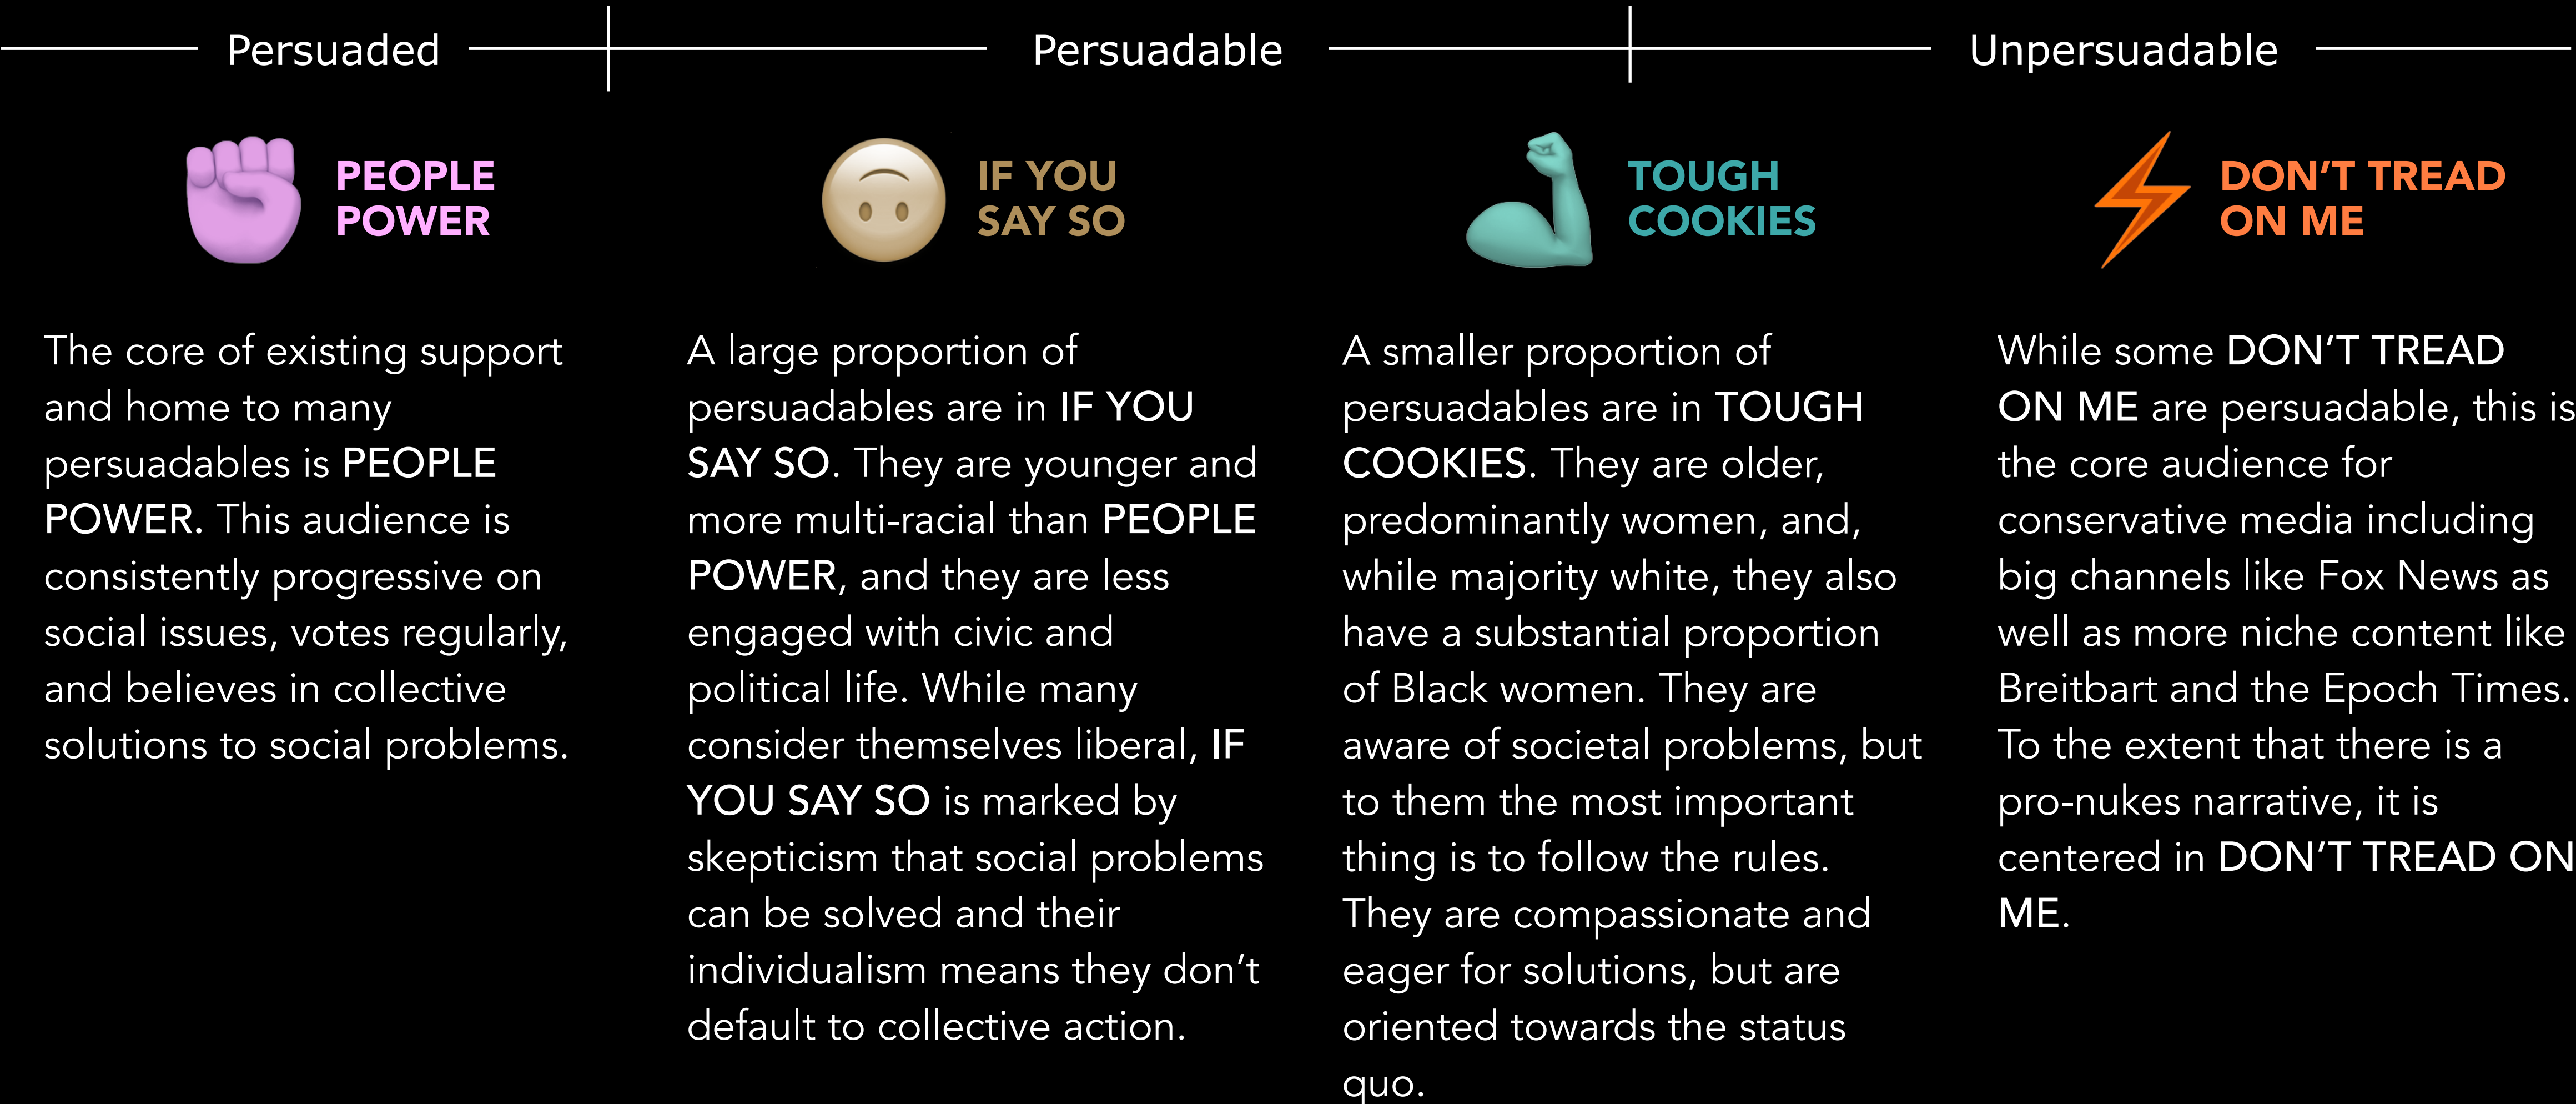 Persuaded
Persuadable
Unpersuadable
PEOPLE
POWER
The core of existing support
and home to many
persuadables is PEOPLE
POWER. This audience is
consistently progressive on
social issues, votes regularly,
and believes in collective
solutions to social problems.
IF YOU
SAY SO
A large proportion of
persuadables are in IF YOU
SAY SO. They are younger and
more multi-racial than PEOPLE
POWER, and they are less
engaged with civic and
political life. While many
consider themselves liberal, IF
YOU SAY SO is marked by
skepticism that social problems
can be solved and their
individualism means they don’t
default to collective action.
TOUGH
COOKIES
A smaller proportion of
persuadables are in TOUGH
COOKIES. They are older,
predominantly women, and,
while majority white, they also
have a substantial proportion
of Black women. They are
aware of societal problems, but
to them the most important
thing is to follow the rules.
They are compassionate and
eager for solutions, but are
oriented towards the status
quo.
DON’T TREAD
ON ME
While some DON’T TREAD
ON ME are persuadable, this is
the core audience for
conservative media including
big channels like Fox News as
well as more niche content like
Breitbart and the Epoch Times.
To the extent that there is a
pro-nukes narrative, it is
centered in DON’T TREAD ON
ME.